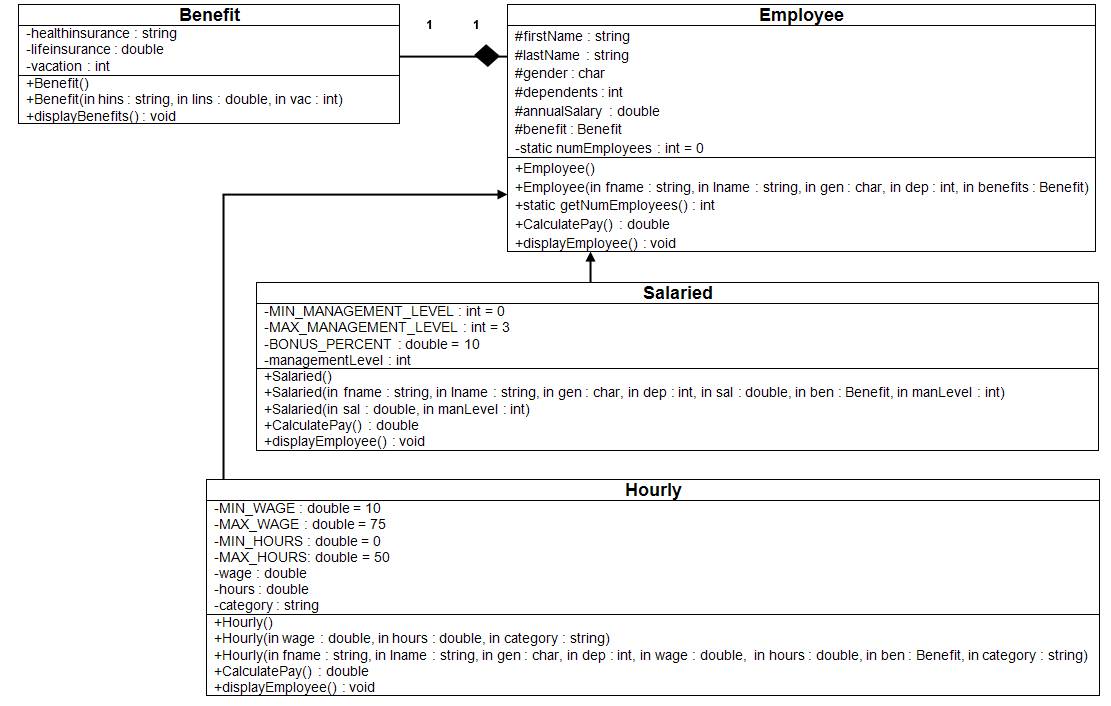 Benefit
-healthinsurance : string
-lifeinsurance : double
-vacation : int
+Benefit()
+Benefit(in hins : string, in lins : double, in vac : int)
+displayBenefits() : void
1 1
Employee
#firstName : string
#lastName : string
#gender : char
#dependents : int
#annualSalary : double
#benefit : Benefit
-static numEmployees : int = 0
+Employee()
+Employee(in fname : string, in lname : string, in gen : char, in dep : int, in benefits : Benefit)
+static getNumEmployees() : int
+CalculatePay() : double
+displayEmployee() : void
Salaried
-MIN_MANAGEMENT_LEVEL : int = 0
-MAX_MANAGEMENT_LEVEL : int = 3
-BONUS_PERCENT : double = 10
-managementLevel : int
+Salaried()
+Salaried(in fname : string, in lname : string, in gen : char, in dep : int, in sal : double, in ben : Benefit, in manLevel : int)
+Salaried(in sal : double, in manLevel : int)
+CalculatePay() : double
+displayEmployee() : void
Hourly
-MIN_WAGE : double = 10
-MAX_WAGE : double = 75
-MIN_HOURS : double = 0
-MAX_HOURS: double = 50
-wage : double
-hours : double
-category : string
+Hourly()
+Hourly(in wage : double, in hours : double, in category : string)
+Hourly(in fname : string, in lname : string, in gen : char, in dep : int, in wage : double, in hours : double, in ben : Benefit, in category : string)
+CalculatePay() : double
+displayEmployee() : void